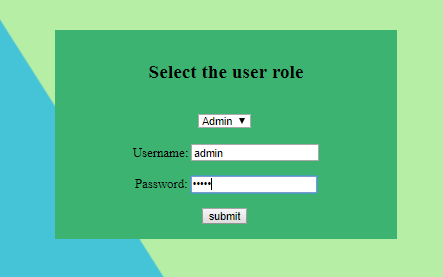 Select the user role
Admin ▼
Username: admin
Password: •••••
submit